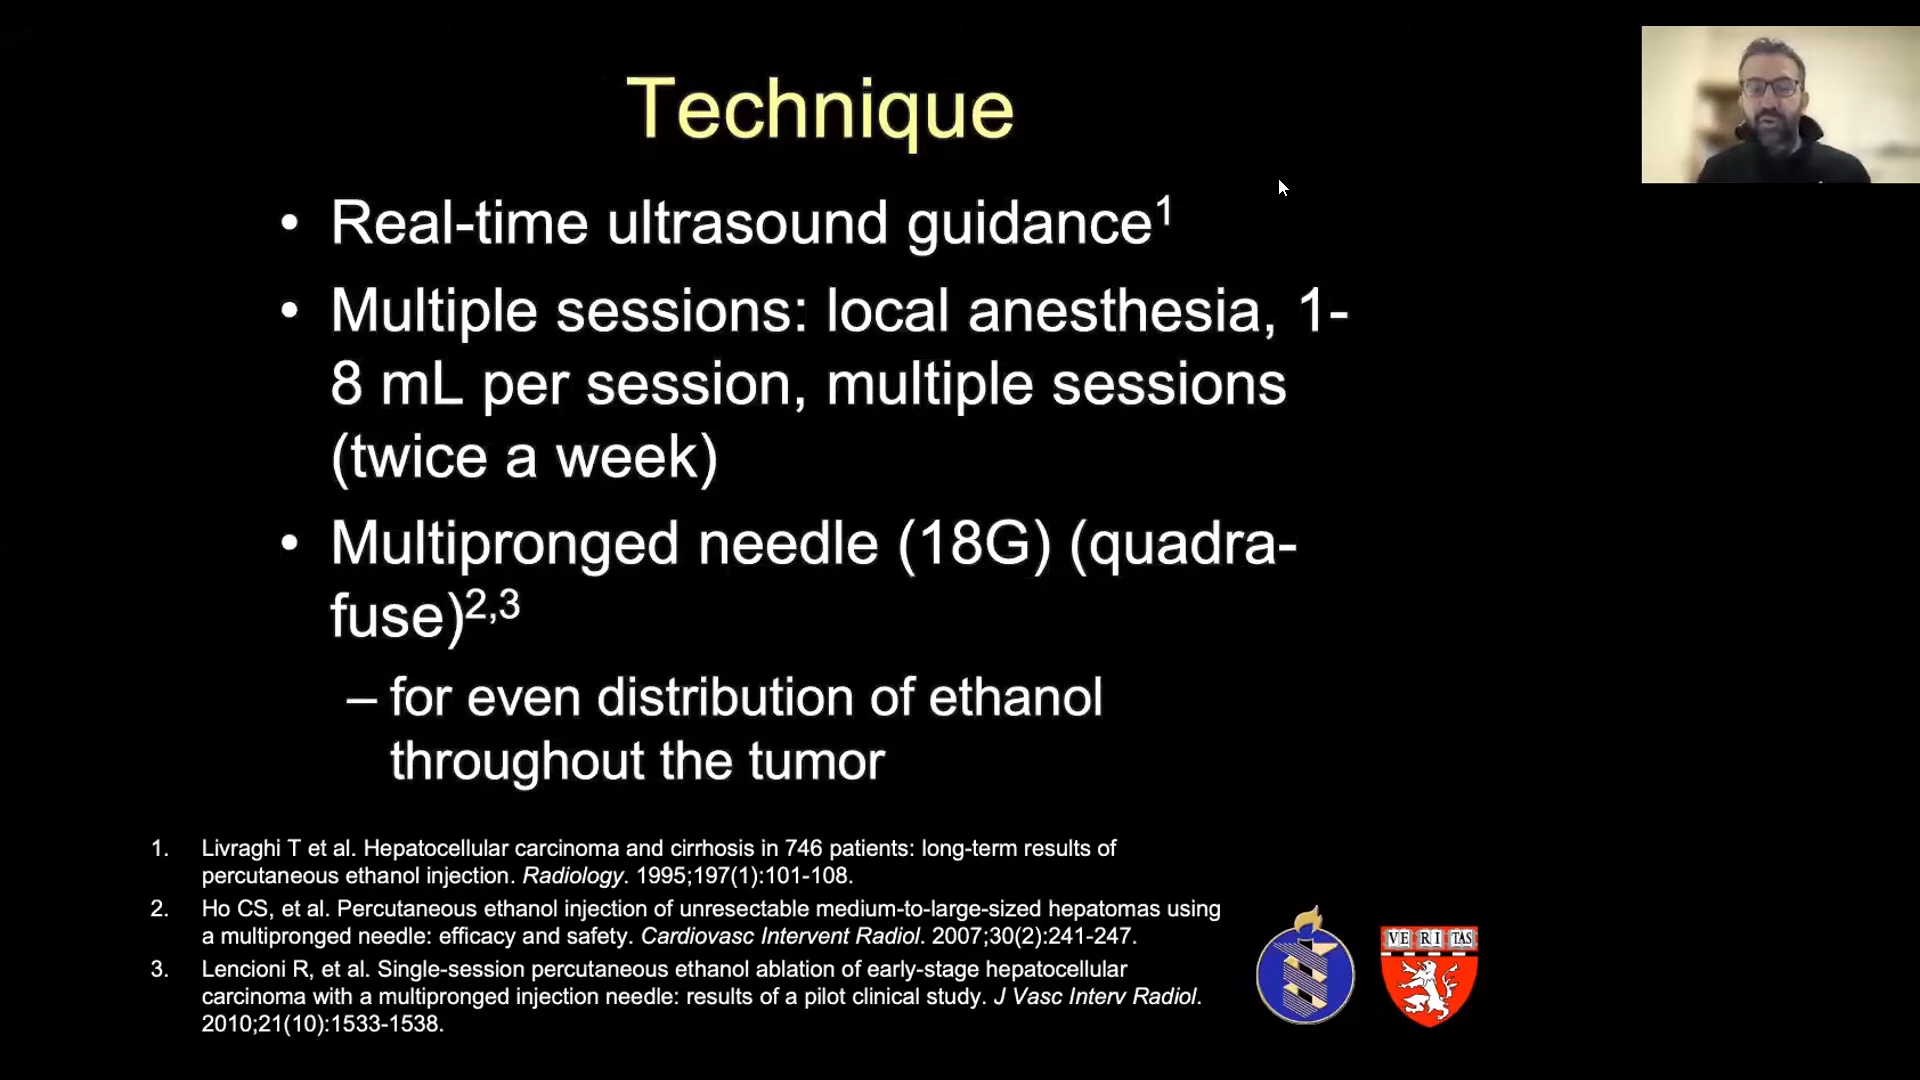 Technique
• Real-time ultrasound guidance¹
• Multiple sessions: local anesthesia, 1-
8 mL per session, multiple sessions
(twice a week)
• Multipronged needle (18G) (quadra-
fuse)²,³
– for even distribution of ethanol
throughout the tumor
1. Livraghi T et al. Hepatocellular carcinoma and cirrhosis in 746 patients: long-term results of
percutaneous ethanol injection. Radiology. 1995;197(1):101-108.
2. Ho CS, et al. Percutaneous ethanol injection of unresectable medium-to-large-sized hepatomas using
a multipronged needle: efficacy and safety. Cardiovasc Intervent Radiol. 2007;30(2):241-247.
3. Lencioni R, et al. Single-session percutaneous ethanol ablation of early-stage hepatocellular
carcinoma with a multipronged injection needle: results of a pilot clinical study. J Vasc Interv Radiol.
2010;21(10):1533-1538.
VE RI TAS